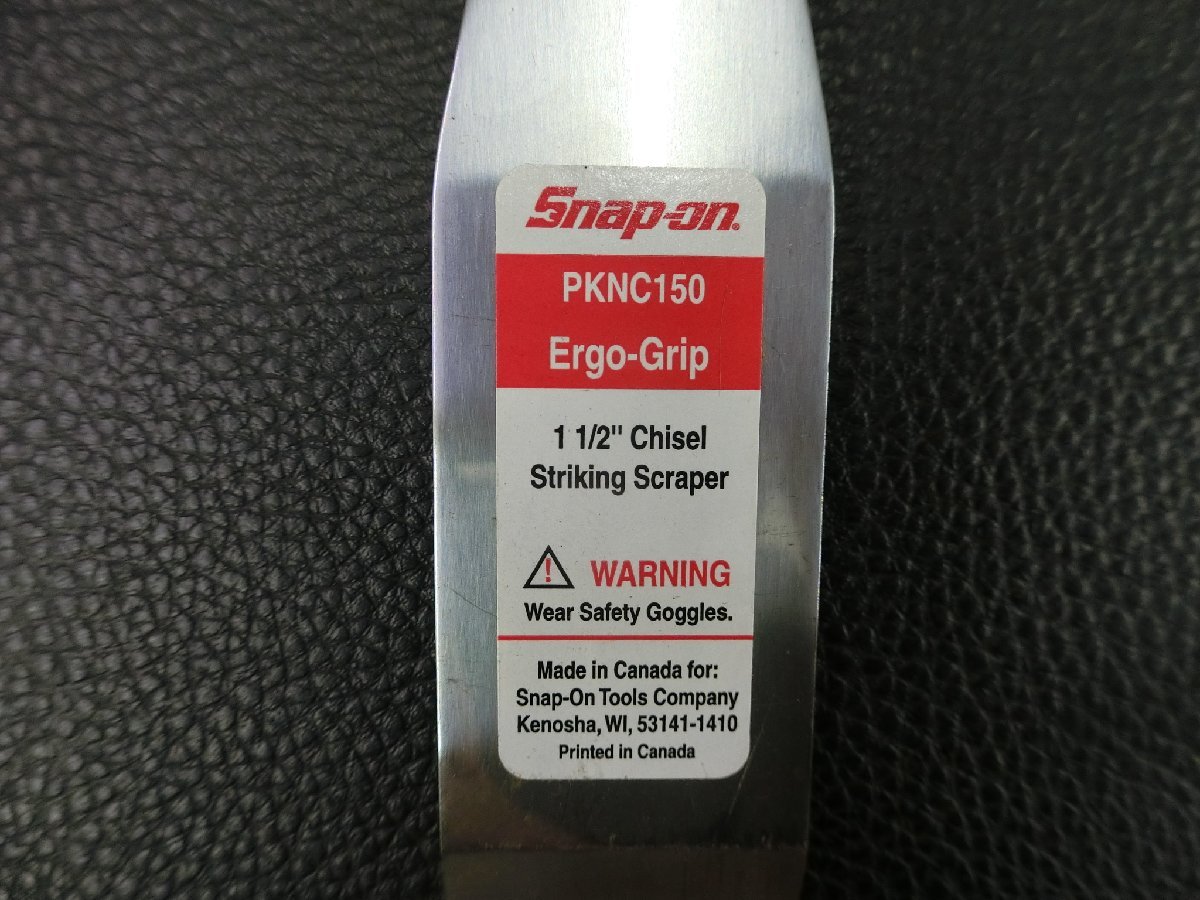 Snap-on®
PKNC150
Ergo-Grip
1 1/2" Chisel
Striking Scraper
! WARNING
Wear Safety Goggles.
Made in Canada for:
Snap-On Tools Company
Kenosha, WI, 53141-1410
Printed in Canada